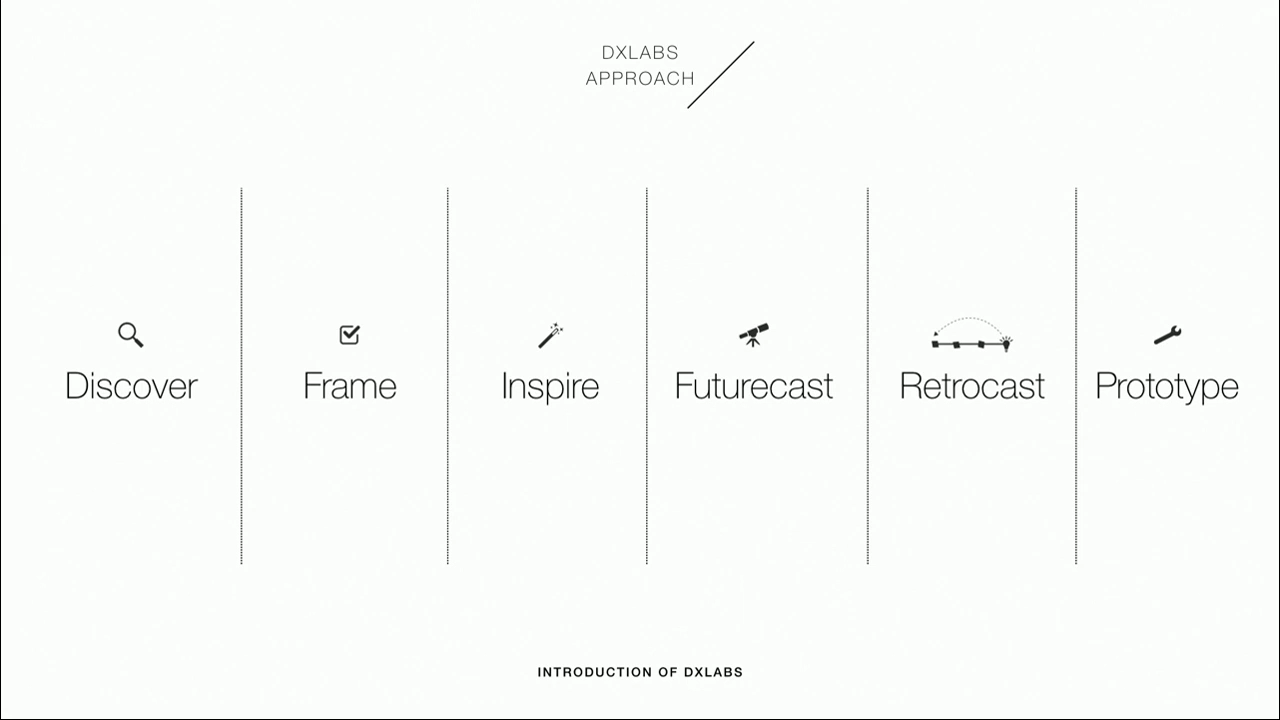 DXLABS
APPROACH
Discover
Frame
Inspire
Futurecast
Retrocast
Prototype
INTRODUCTION OF DXLABS